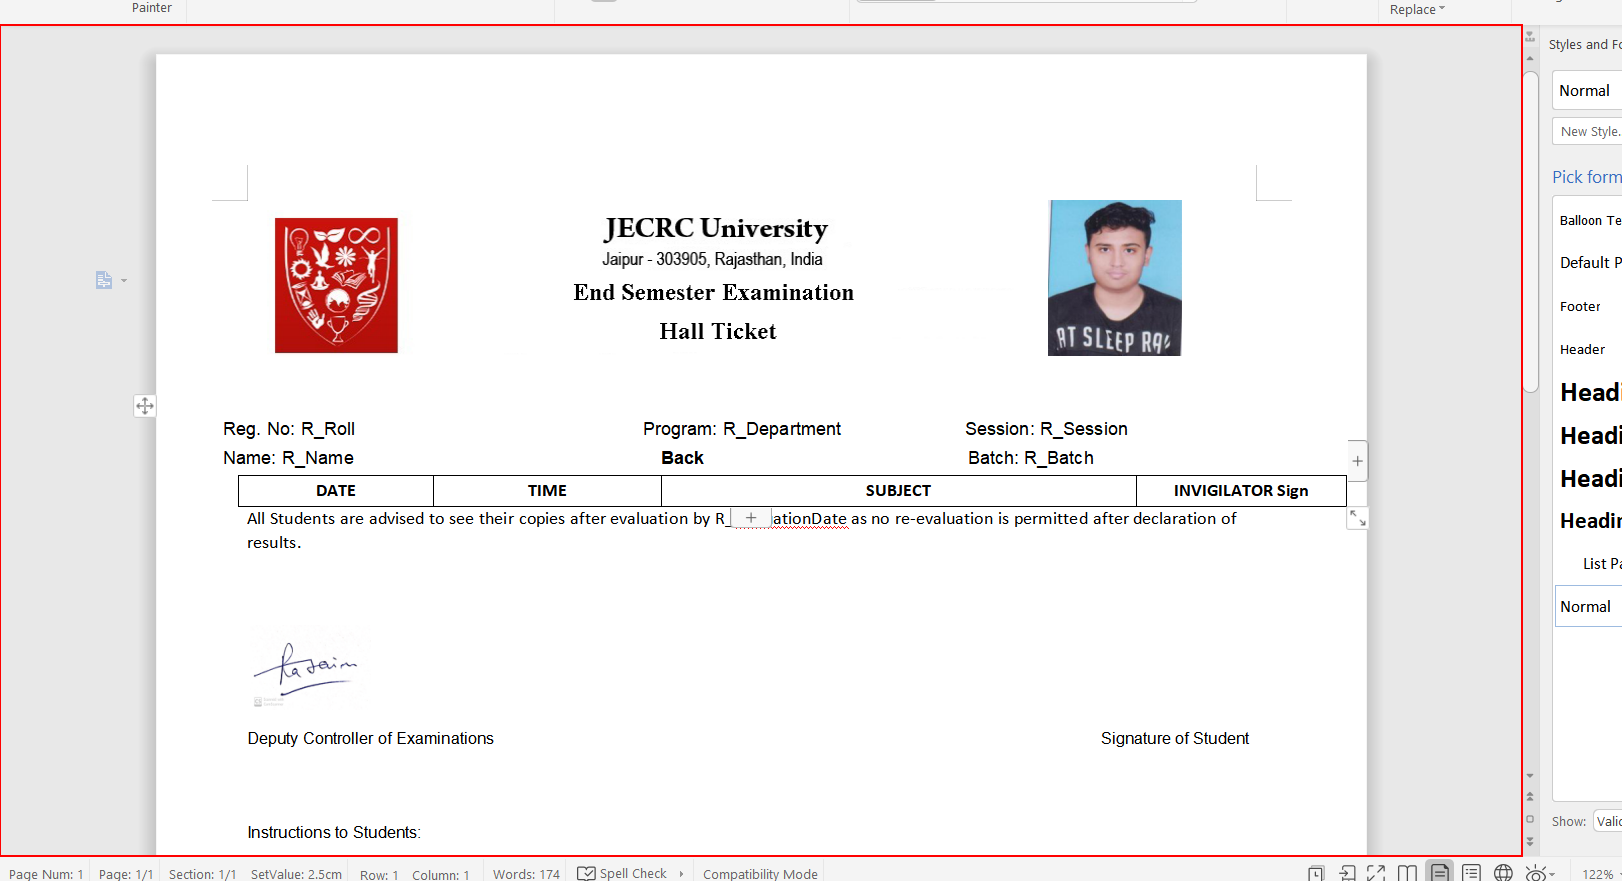 Painter
Replace
Styles and Fo
Normal
New Style.
Pick form
Balloon Te
Default P
Footer
Header
Headi
Headi
Headi
Headin
List Pa
Normal
Show: Valid
JECRC University
Jaipur - 303905, Rajasthan, India
End Semester Examination
Hall Ticket
AT SLEEP RA
Reg. No: R_Roll Program: R_Department Session: R_Session
Name: R_Name Back Batch: R_Batch
DATE TIME SUBJECT INVIGILATOR Sign
All Students are advised to see their copies after evaluation by R_ ationDate as no re-evaluation is permitted after declaration of
results.
Deputy Controller of Examinations Signature of Student
Instructions to Students:
Page Num: 1 Page: 1/1 Section: 1/1 SetValue: 2.5cm Row: 1 Column: 1 Words: 174 Spell Check Compatibility Mode 122%